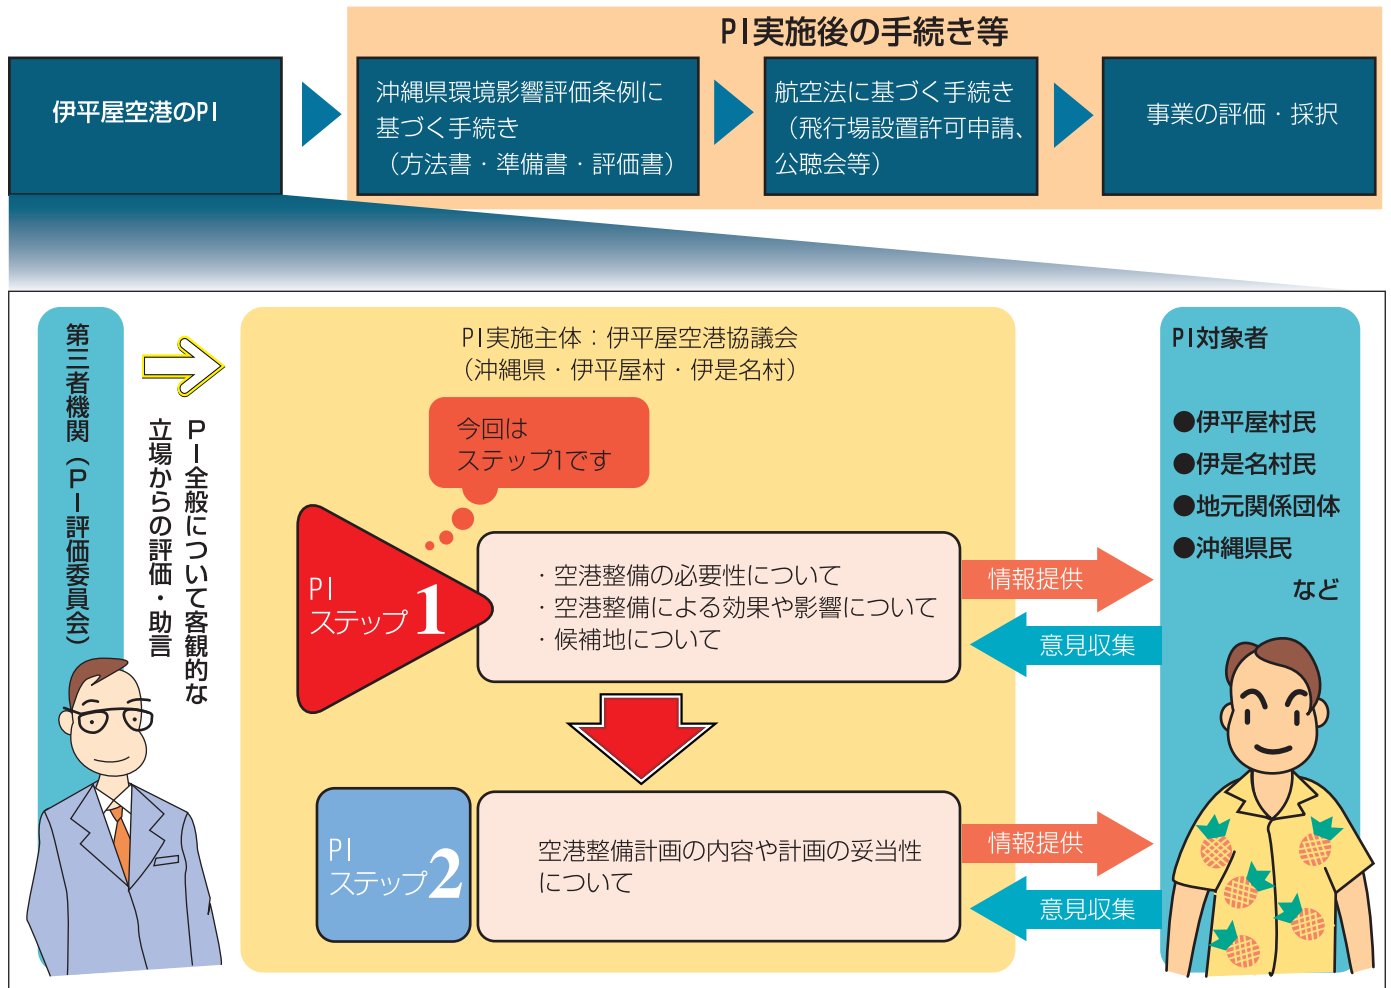 PI実施後の手続き等
伊平屋空港のPI
沖縄県環境影響評価条例に
基づく手続き
（方法書・準備書・評価書）
航空法に基づく手続き
（飛行場設置許可申請、
公聴会等）
事業の評価・採択
第三者機関（PI評価委員会）
PI全般について客観的な
立場からの評価・助言
PI実施主体：伊平屋空港協議会
（沖縄県・伊平屋村・伊是名村）
今回は
ステップ1です
PI
ステップ1
・空港整備の必要性について
・空港整備による効果や影響について
・候補地について
情報提供
意見収集
PI
ステップ2
空港整備計画の内容や計画の妥当性
について
情報提供
意見収集
PI対象者
●伊平屋村民
●伊是名村民
●地元関係団体
●沖縄県民
など